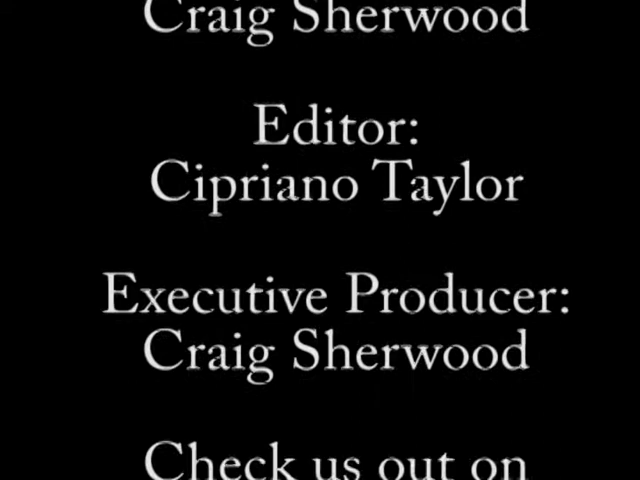 Craig Sherwood
Editor:
Cipriano Taylor
Executive Producer:
Craig Sherwood
Check us out on